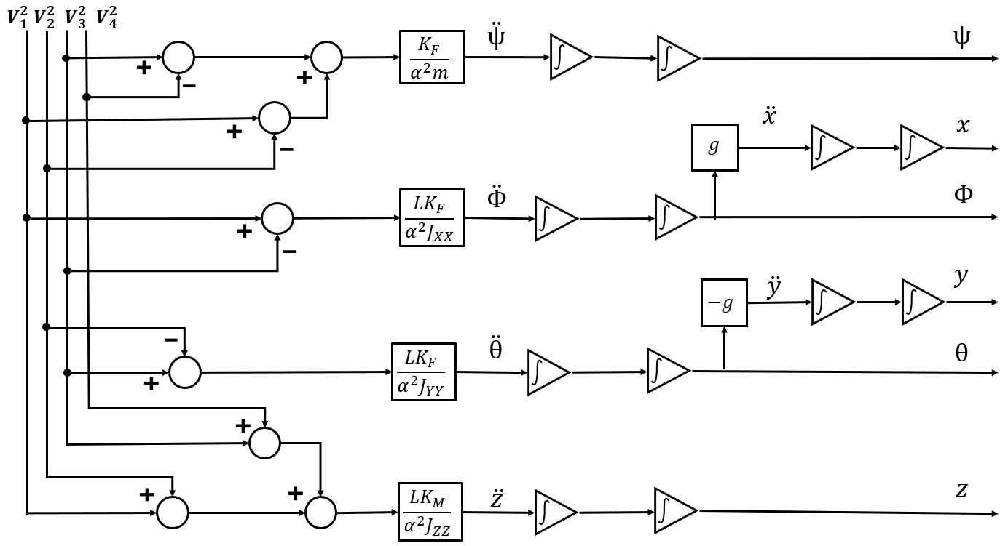 V₁² V₂² V₃² V₄²
+ − + K_F / α²m ψ̈ ∫ ∫ ψ
+ −
g ẍ ∫ ∫ x
+ − LK_F / α²J_XX Φ̈ ∫ ∫ Φ
−g ÿ ∫ ∫ y
− + LK_F / α²J_YY θ̈ ∫ ∫ θ
+
+ + LK_M / α²J_ZZ z̈ ∫ ∫ z